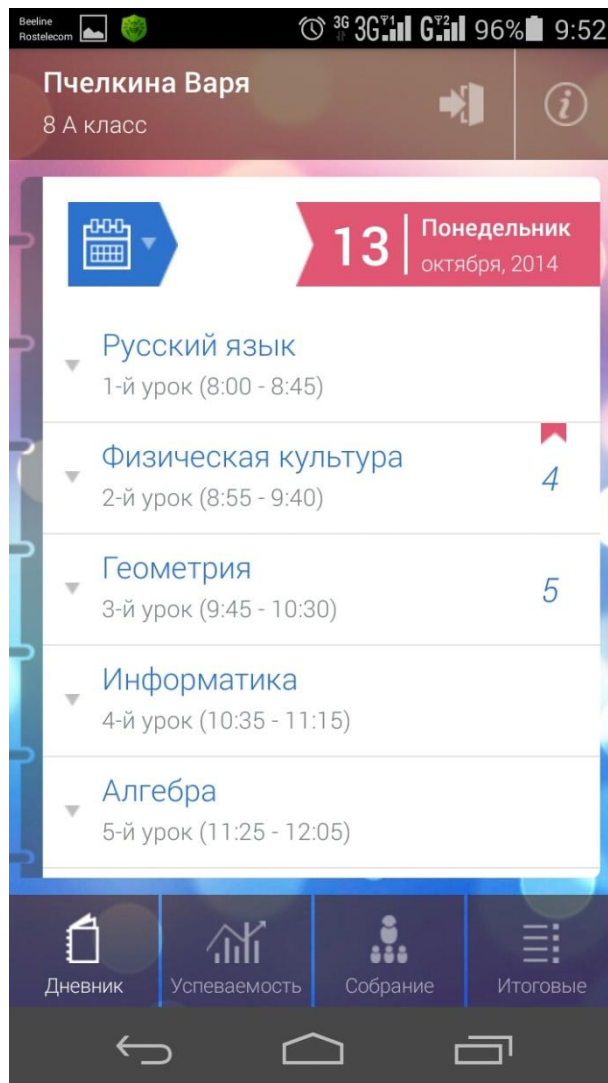 Beeline
Rostelecom
3G 3G 1 G 2 96% 9:52
Пчелкина Варя
8 А класс
13 Понедельник
октября, 2014
Русский язык
1-й урок (8:00 - 8:45)
Физическая культура
4
2-й урок (8:55 - 9:40)
Геометрия
5
3-й урок (9:45 - 10:30)
Информатика
4-й урок (10:35 - 11:15)
Алгебра
5-й урок (11:25 - 12:05)
Дневник Успеваемость Собрание Итоговые